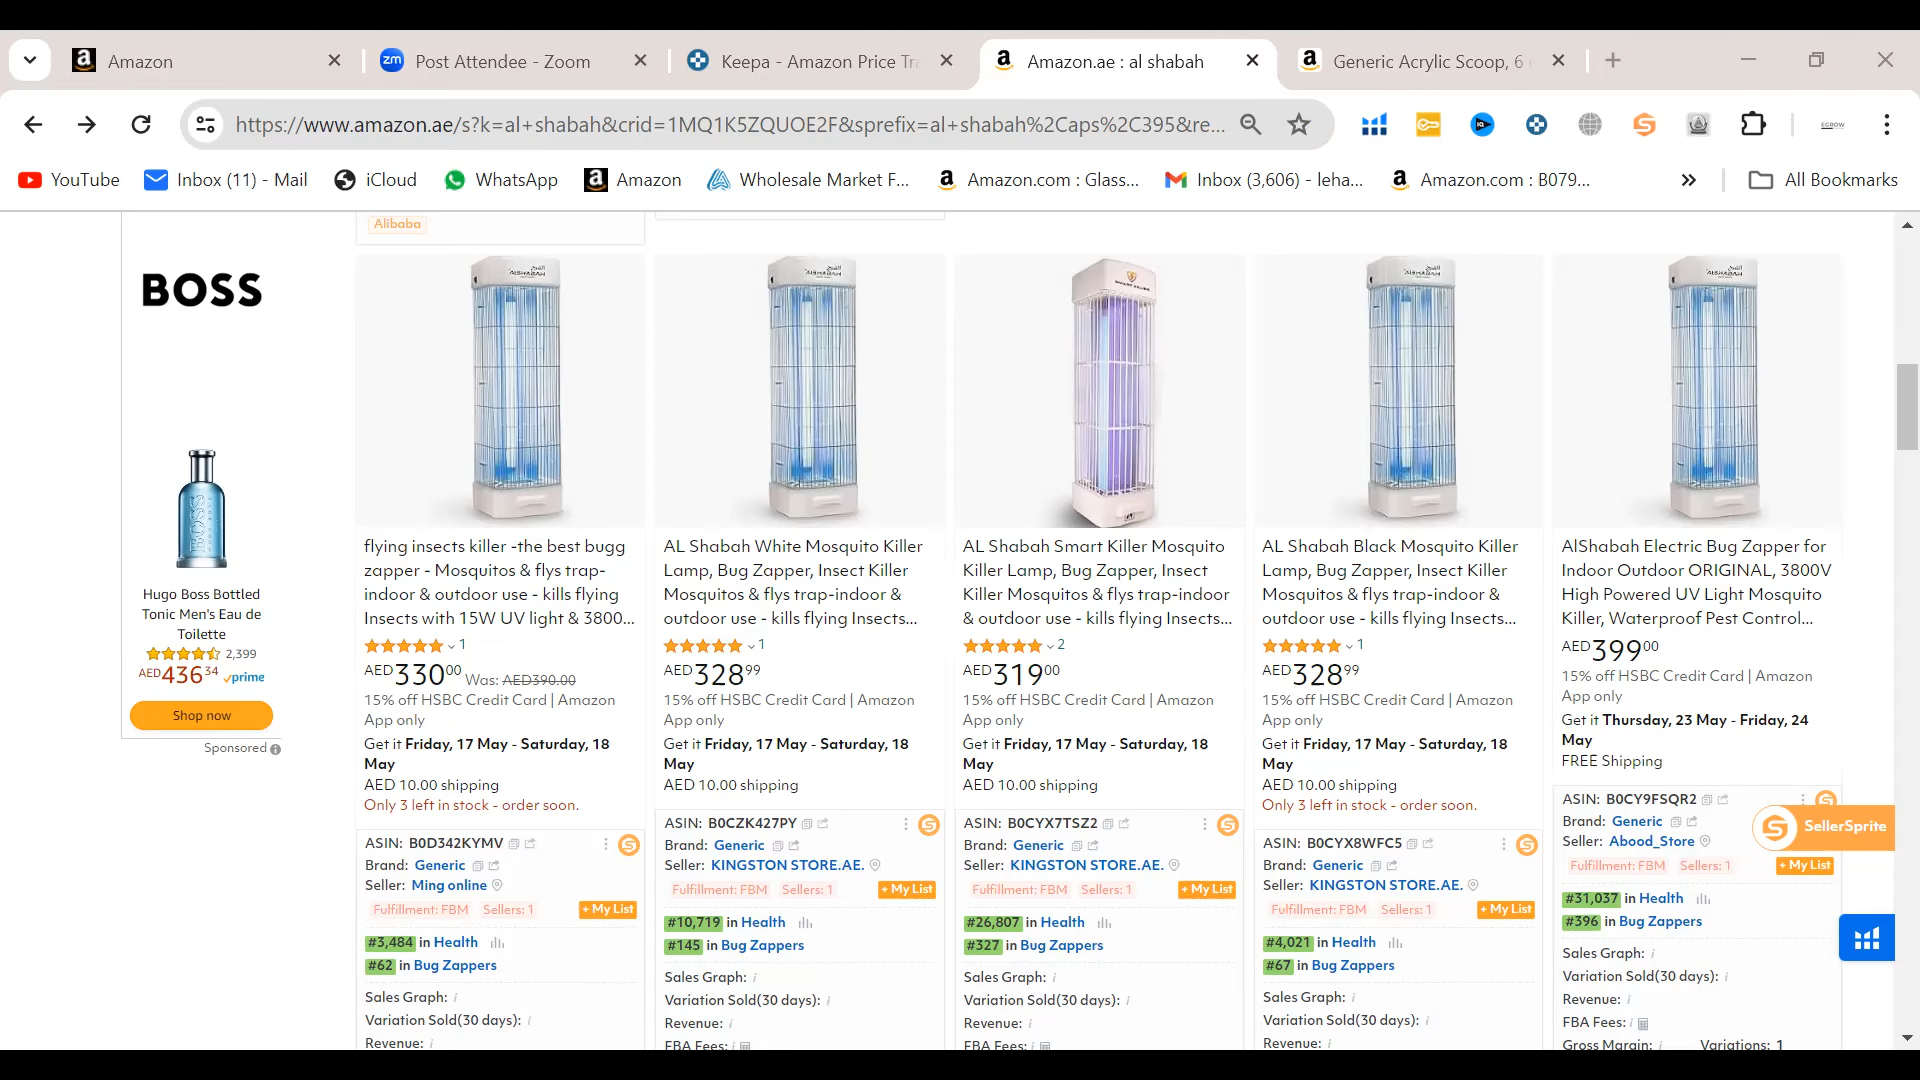 Amazon
Post Attendee - Zoom
Keepa - Amazon Price Tra
Amazon.ae : al shabah
Generic Acrylic Scoop, 6
https://www.amazon.ae/s?k=al+shabah&crid=1MQ1K5ZQUOE2F&sprefix=al+shabah%2Caps%2C395&re...
YouTube
Inbox (11) - Mail
iCloud
WhatsApp
Amazon
Wholesale Market F...
Amazon.com : Glass...
Inbox (3,606) - leha...
Amazon.com : B079...
All Bookmarks
Alibaba
BOSS
Hugo Boss Bottled
Tonic Men's Eau de
Toilette
2,399
AED436 34 prime
Shop now
Sponsored
ALSHABAH
flying insects killer -the best bugg
zapper - Mosquitos & flys trap-
indoor & outdoor use - kills flying
Insects with 15W UV light & 3800...
1
AED330 00 Was: AED390.00
15% off HSBC Credit Card | Amazon
App only
Get it Friday, 17 May - Saturday, 18
May
AED 10.00 shipping
Only 3 left in stock - order soon.
ASIN: B0D342KYMV
Brand: Generic
Seller: Ming online
Fulfillment: FBM Sellers: 1 + My List
#3,484 in Health
#62 in Bug Zappers
Sales Graph:
Variation Sold(30 days):
Revenue:
ALSHABAH
AL Shabah White Mosquito Killer
Lamp, Bug Zapper, Insect Killer
Mosquitos & flys trap-indoor &
outdoor use - kills flying Insects...
1
AED328 99
15% off HSBC Credit Card | Amazon
App only
Get it Friday, 17 May - Saturday, 18
May
AED 10.00 shipping
ASIN: B0CZK427PY
Brand: Generic
Seller: KINGSTON STORE.AE.
Fulfillment: FBM Sellers: 1 + My List
#10,719 in Health
#145 in Bug Zappers
Sales Graph:
Variation Sold(30 days):
Revenue:
FBA Fees:
SMART KILLER
AL Shabah Smart Killer Mosquito
Killer Lamp, Bug Zapper, Insect
Killer Mosquitos & flys trap-indoor
& outdoor use - kills flying Insects...
2
AED319 00
15% off HSBC Credit Card | Amazon
App only
Get it Friday, 17 May - Saturday, 18
May
AED 10.00 shipping
ASIN: B0CYX7TSZ2
Brand: Generic
Seller: KINGSTON STORE.AE.
Fulfillment: FBM Sellers: 1 + My List
#26,807 in Health
#327 in Bug Zappers
Sales Graph:
Variation Sold(30 days):
Revenue:
FBA Fees:
ALSHABAH
AL Shabah Black Mosquito Killer
Lamp, Bug Zapper, Insect Killer
Mosquitos & flys trap-indoor &
outdoor use - kills flying Insects...
1
AED328 99
15% off HSBC Credit Card | Amazon
App only
Get it Friday, 17 May - Saturday, 18
May
AED 10.00 shipping
Only 3 left in stock - order soon.
ASIN: B0CYX8WFC5
Brand: Generic
Seller: KINGSTON STORE.AE.
Fulfillment: FBM Sellers: 1 + My List
#4,021 in Health
#67 in Bug Zappers
Sales Graph:
Variation Sold(30 days):
Revenue:
ALSHABAH
AlShabah Electric Bug Zapper for
Indoor Outdoor ORIGINAL, 3800V
High Powered UV Light Mosquito
Killer, Waterproof Pest Control...
AED399 00
15% off HSBC Credit Card | Amazon
App only
Get it Thursday, 23 May - Friday, 24
May
FREE Shipping
ASIN: B0CY9FSQR2
Brand: Generic
Seller: Abood_Store
Fulfillment: FBM Sellers: 1 + My List
#31,037 in Health
#396 in Bug Zappers
Sales Graph:
Variation Sold(30 days):
Revenue:
FBA Fees:
Gross Margin: Variations: 1
SellerSprite